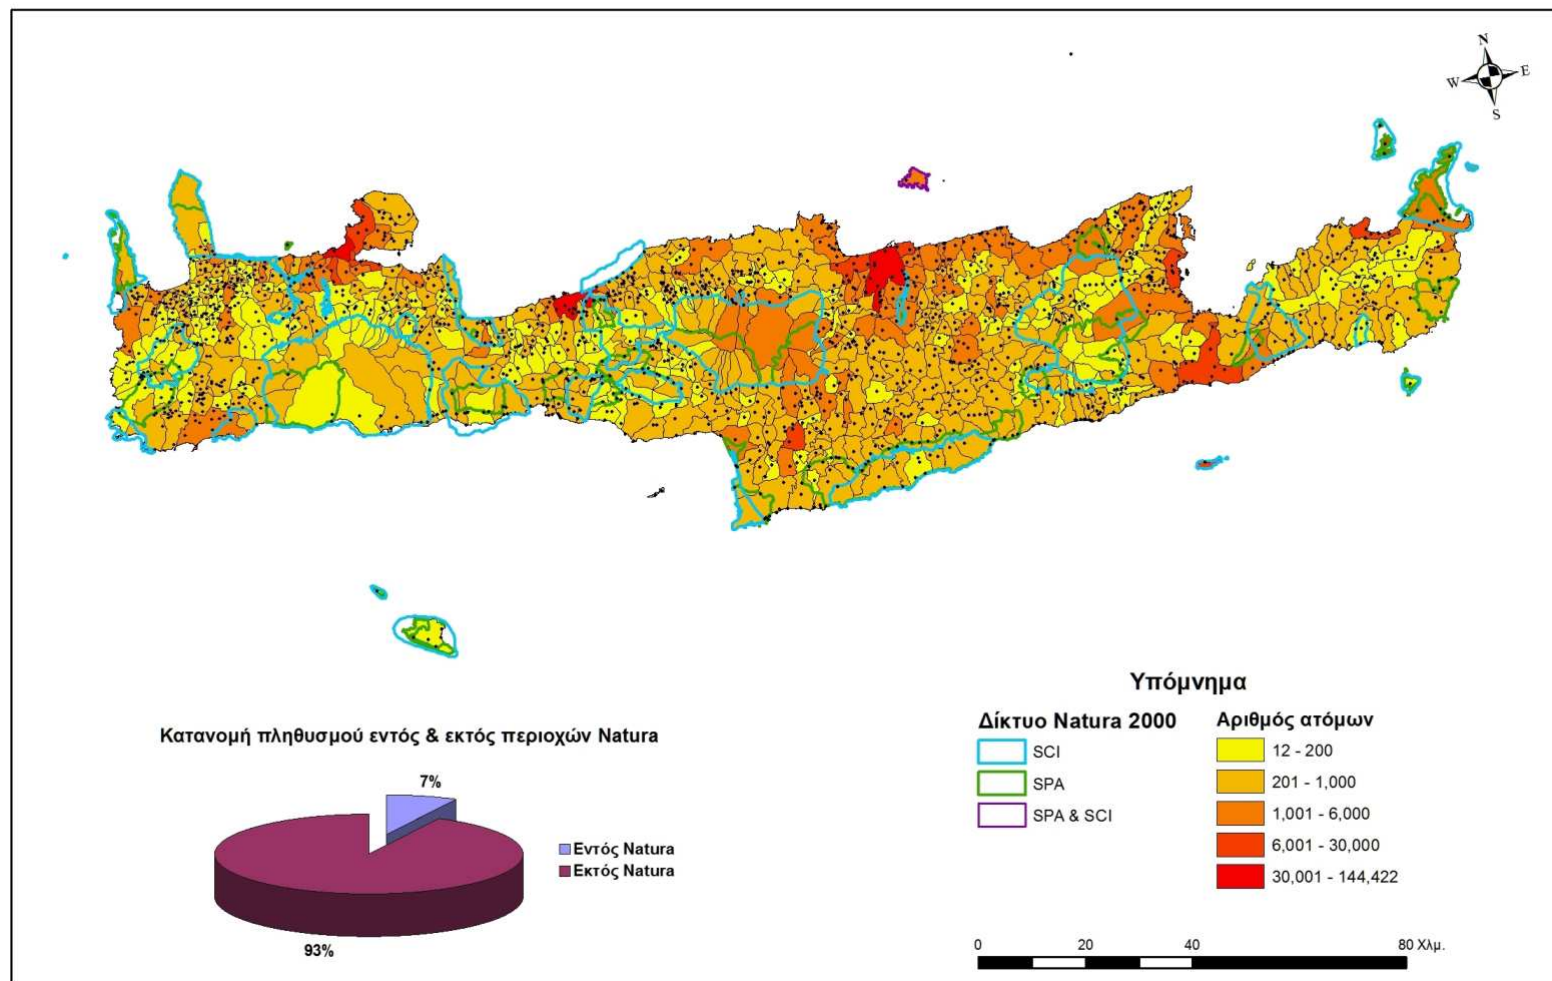 N
W E
S
Υπόμνημα
Δίκτυο Natura 2000
SCI
SPA
SPA & SCI
Αριθμός ατόμων
12 - 200
201 - 1,000
1,001 - 6,000
6,001 - 30,000
30,001 - 144,422
Κατανομή πληθυσμού εντός & εκτός περιοχών Natura
7%
93%
Εντός Natura
Εκτός Natura
0 20 40 80 Χλμ.